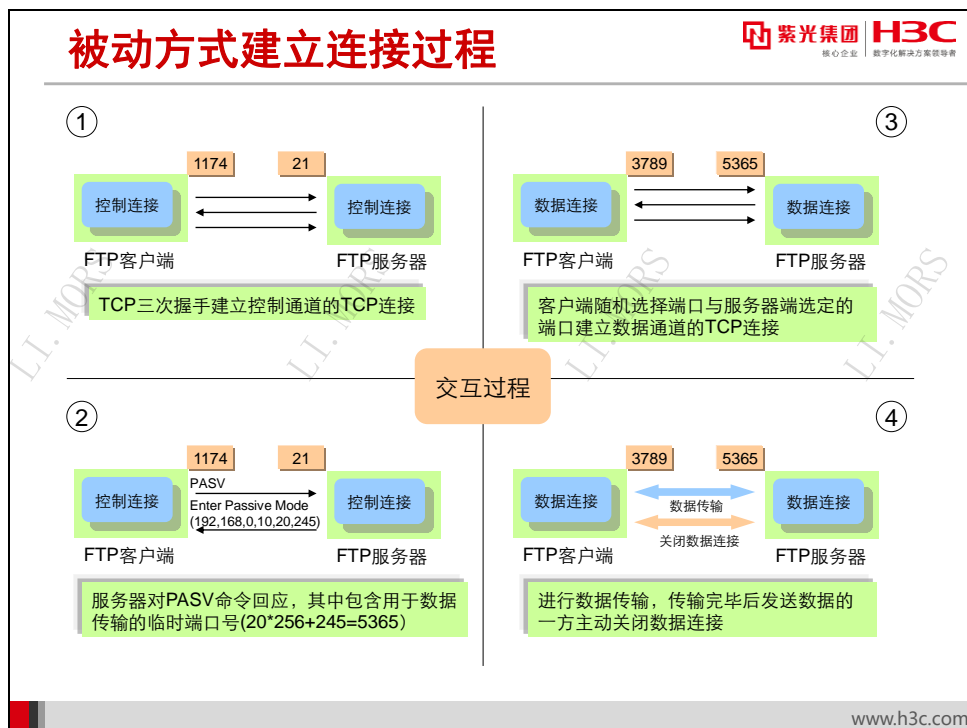 被动方式建立连接过程
紫光集团 H3C
核心企业 数字化解决方案领导者
①
1174 21
控制连接 控制连接
FTP客户端 FTP服务器
TCP三次握手建立控制通道的TCP连接
③
3789 5365
数据连接 数据连接
FTP客户端 FTP服务器
客户端随机选择端口与服务器端选定的
端口建立数据通道的TCP连接
交互过程
②
1174 21
PASV
控制连接 控制连接
Enter Passive Mode
(192,168,0,10,20,245)
FTP客户端 FTP服务器
服务器对PASV命令回应，其中包含用于数据
传输的临时端口号(20*256+245=5365）
④
3789 5365
数据连接 数据连接
数据传输
关闭数据连接
FTP客户端 FTP服务器
进行数据传输，传输完毕后发送数据的
一方主动关闭数据连接
LI.MORS
LI.MORS
LI.MORS
LI.MORS
www.h3c.com